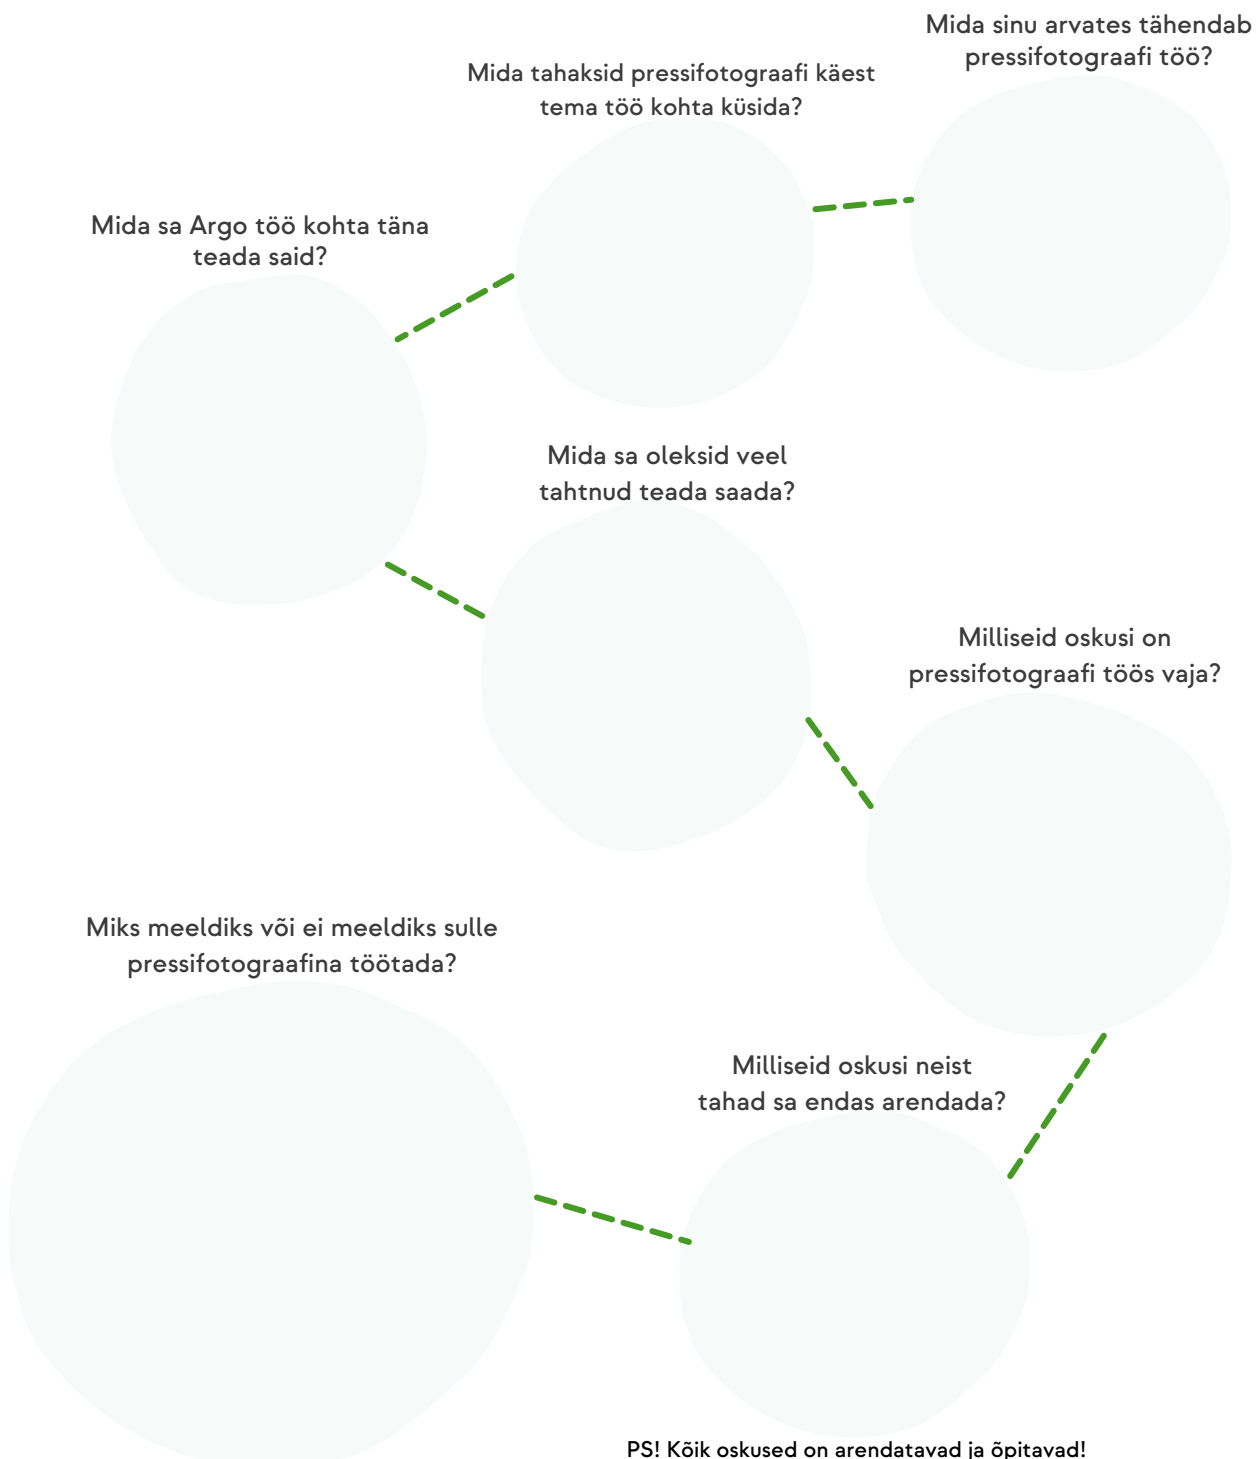 Mida sinu arvates tähendab
pressifotograafi töö?
Mida tahaksid pressifotograafi käest
tema töö kohta küsida?
Mida sa Argo töö kohta täna
teada said?
Mida sa oleksid veel
tahtnud teada saada?
Milliseid oskusi on
pressifotograafi töös vaja?
Milliseid oskusi neist
tahad sa endas arendada?
Miks meeldiks või ei meeldiks sulle
pressifotograafina töötada?
PS! Kõik oskused on arendatavad ja õpitavad!